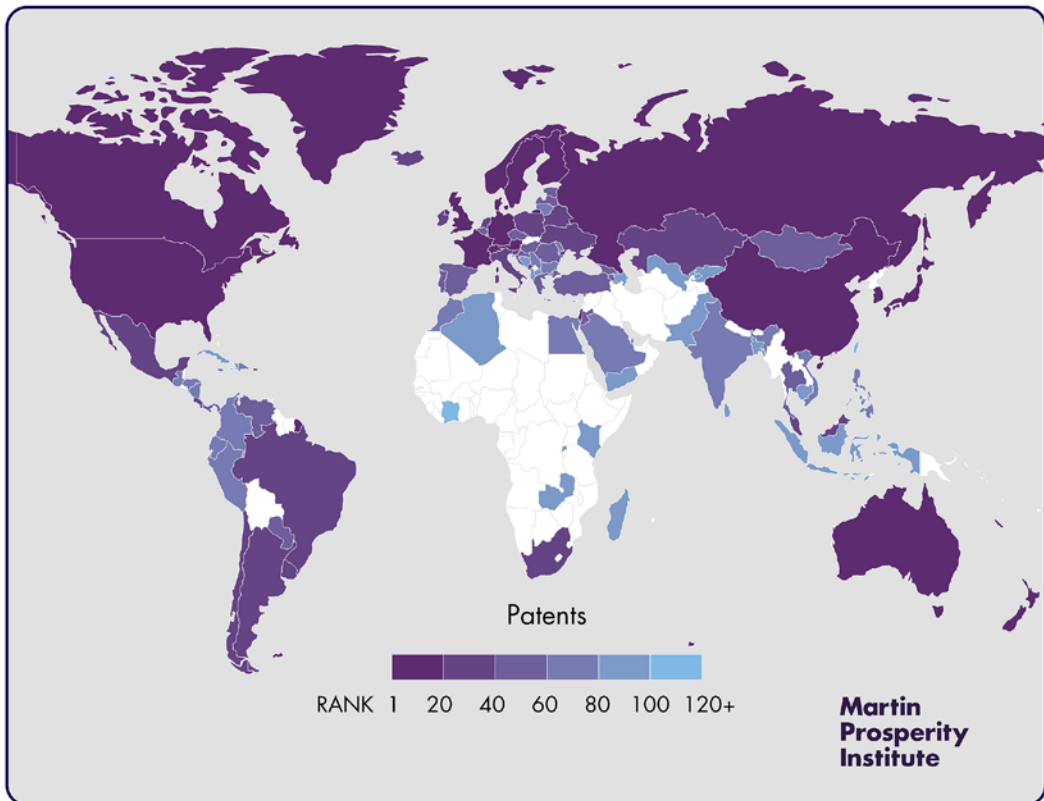 Patents
RANK 1 20 40 60 80 100 120+
Martin
Prosperity
Institute